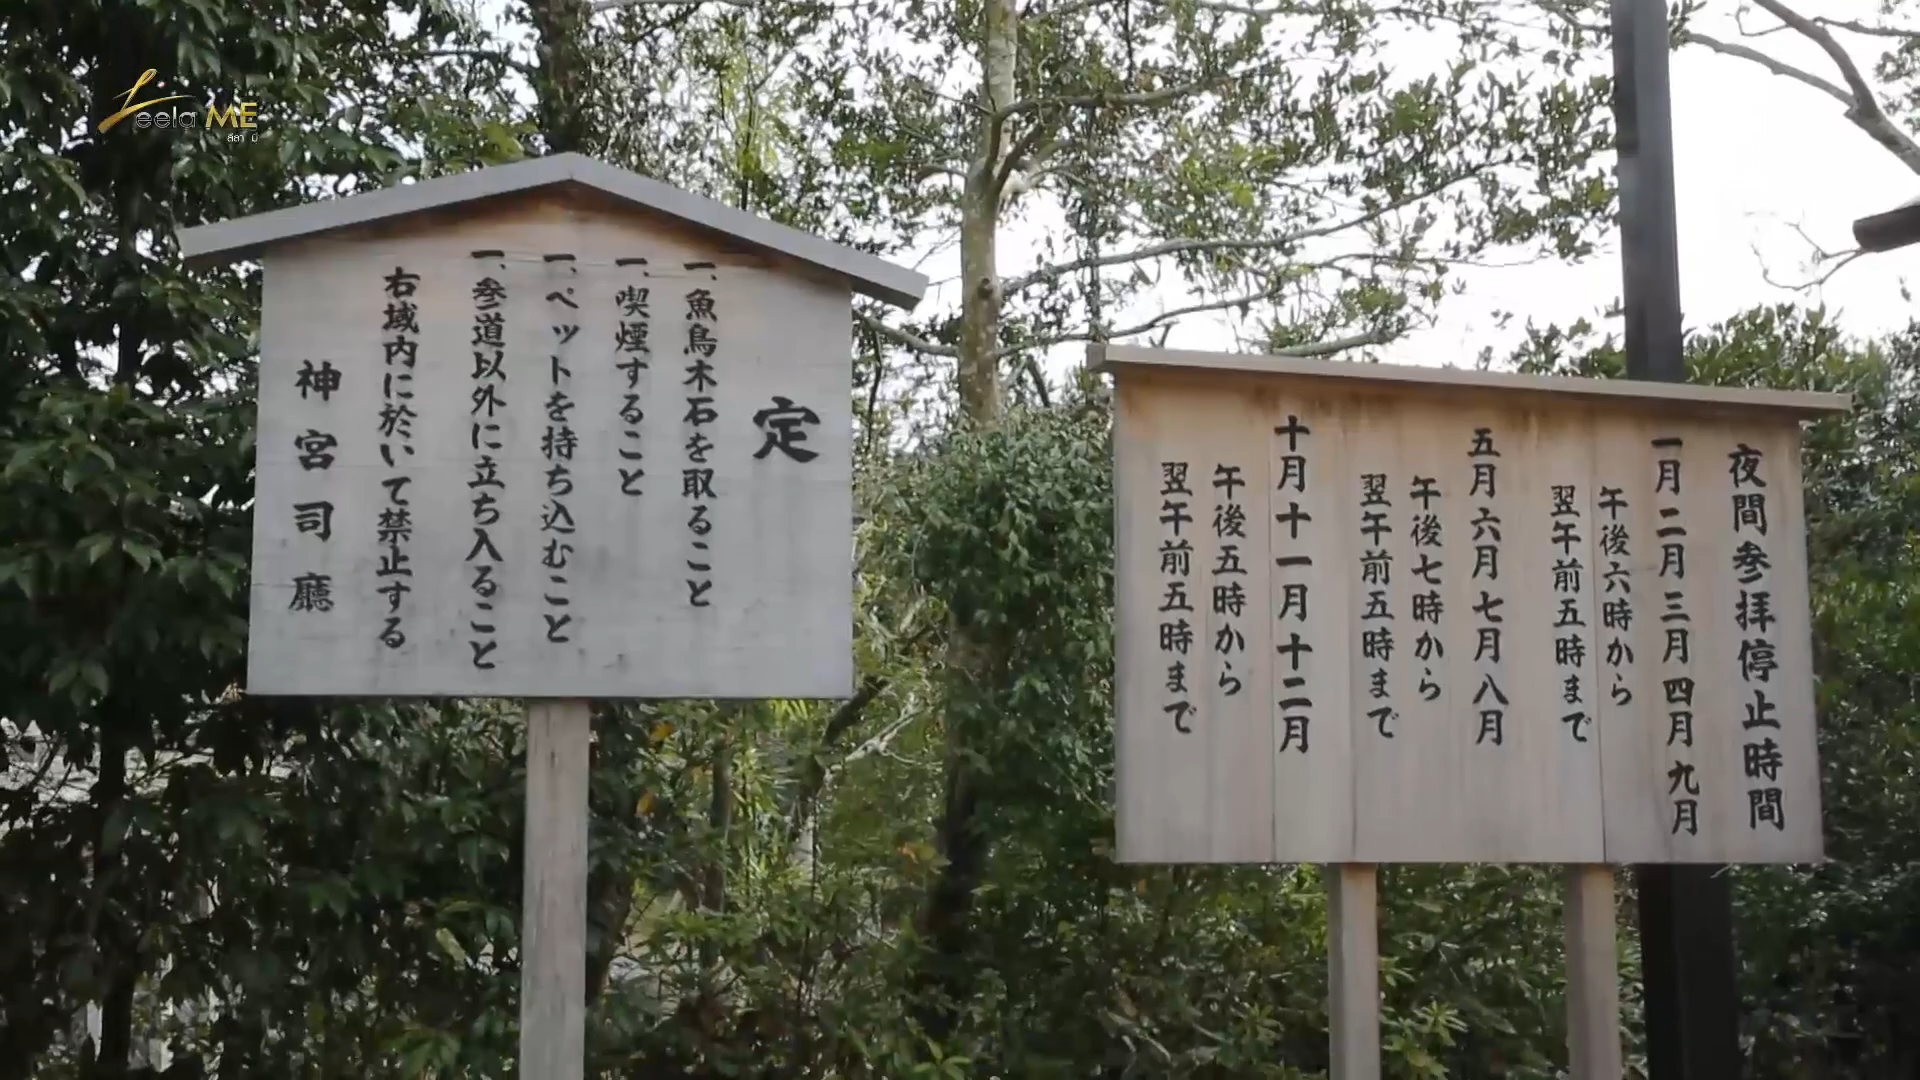 Leela ME
ลีลา มี
定
一、魚鳥木石を取ること
一、喫煙すること
一、ペットを持ち込むこと
一、参道以外に立ち入ること
右域内に於いて禁止する
神宮司廳
夜間参拝停止時間
一月二月三月四月九月
午後六時から
翌午前五時まで
五月六月七月八月
午後七時から
翌午前五時まで
十月十一月十二月
午後五時から
翌午前五時まで